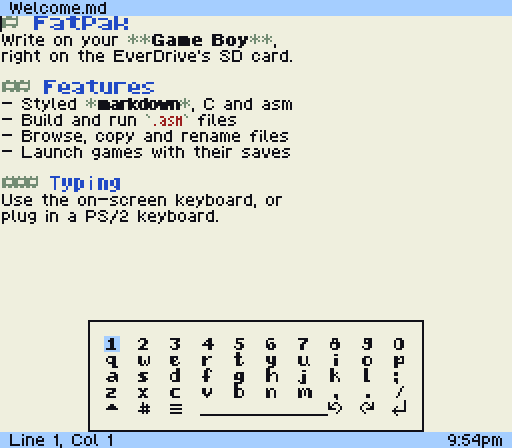 Welcome.md
# FatPak
Write on your **Game Boy**,
right on the EverDrive's SD card.
## Features
- Styled *markdown*, C and asm
- Build and run `.asm` files
- Browse, copy and rename files
- Launch games with their saves
### Typing
Use the on-screen keyboard, or
plug in a PS/2 keyboard.
1 2 3 4 5 6 7 8 9 0
q w e r t y u i o p
a s d f g h j k l ;
z x c v b n m , . /
#
Line 1, Col 1
9:54pm